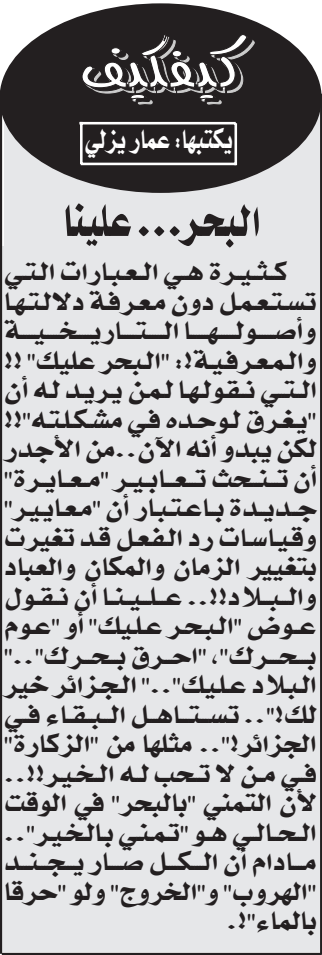 كيفكيف
يكتبها: عمار يزلي
البحر... علينا
كثيرة هي العبارات التي
تستعمل دون معرفة دلالتها
وأصولها التاريخية
والمعرفية!: "البحر عليك" !!
التي نقولها لمن يريد له أن
"يغرق لوحده في مشكلته"!!
لكن يبدو أنه الآن..من الأجدر
أن تنحث تعابير "معايرة"
جديدة باعتبار أن "معايير"
وقياسات رد الفعل قد تغيرت
بتغيير الزمان والمكان والعباد
والبلاد!!.. علينا أن نقول
عوض "البحر عليك" أو "عوم
بحرك"، "احرق بحرك".."
البلاد عليك".." الجزائر خير
لك!".. تستاهل البقاء في
الجزائر!".. مثلها من "الزكارة"
في من لا تحب له الخير!!..
لأن التمني "بالبحر" في الوقت
الحالي هو "تمني بالخير"..
مادام أن الكل صار يجند
"الهروب" و"الخروج" ولو "حرقا
بالماء"!.